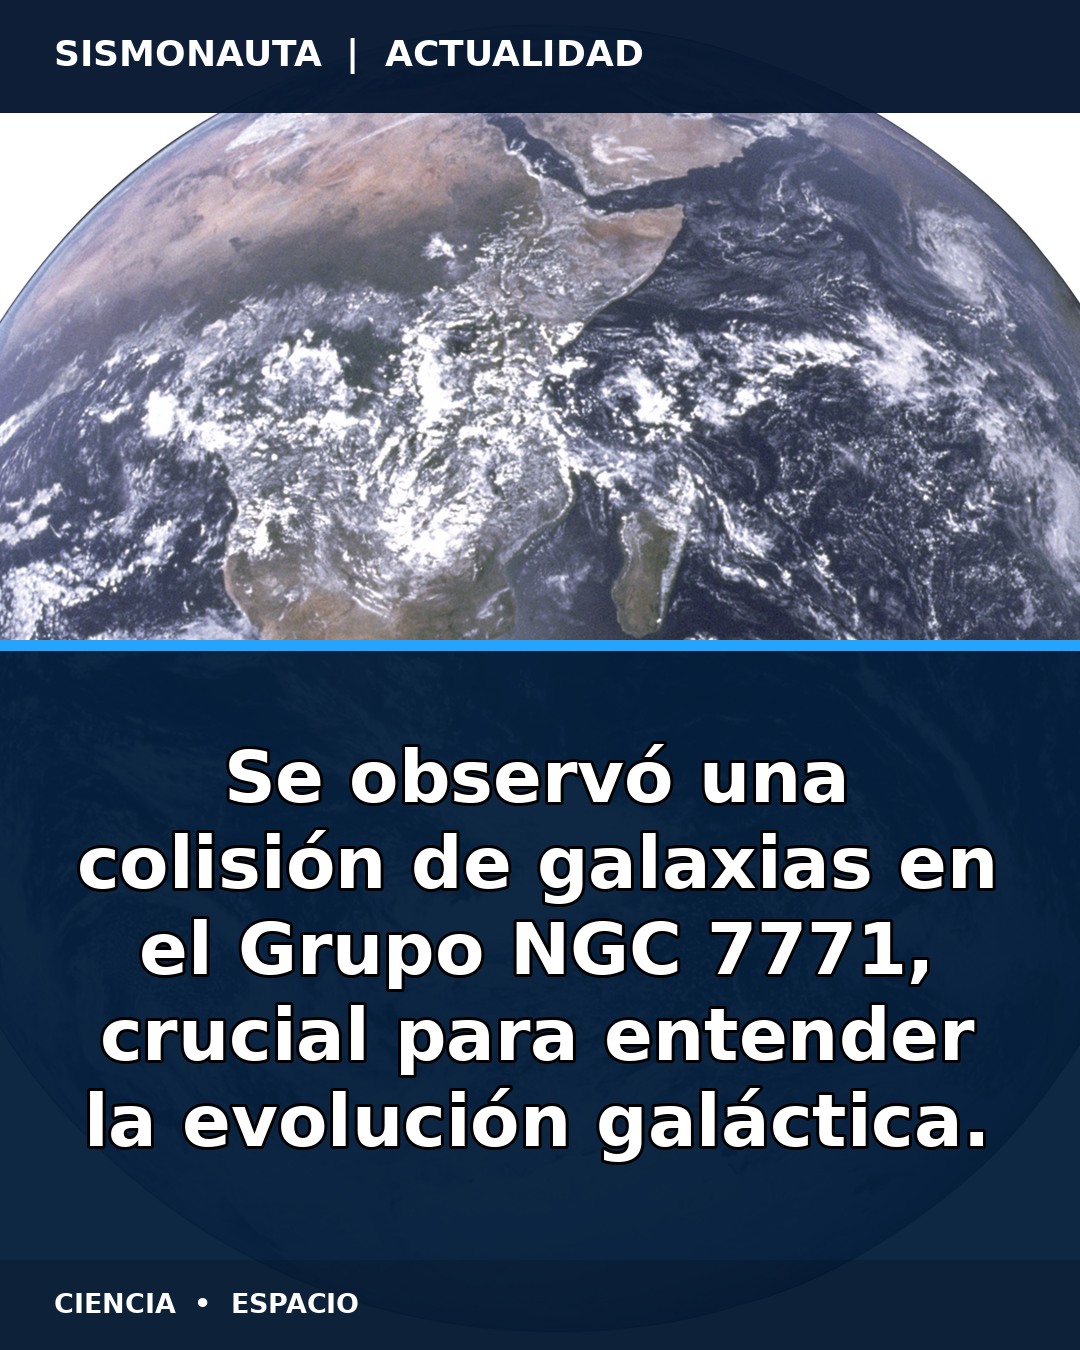 SISMONAUTA | ACTUALIDAD
Se observó una
colisión de galaxias en
el Grupo NGC 7771,
crucial para entender
la evolución galáctica.
CIENCIA • ESPACIO